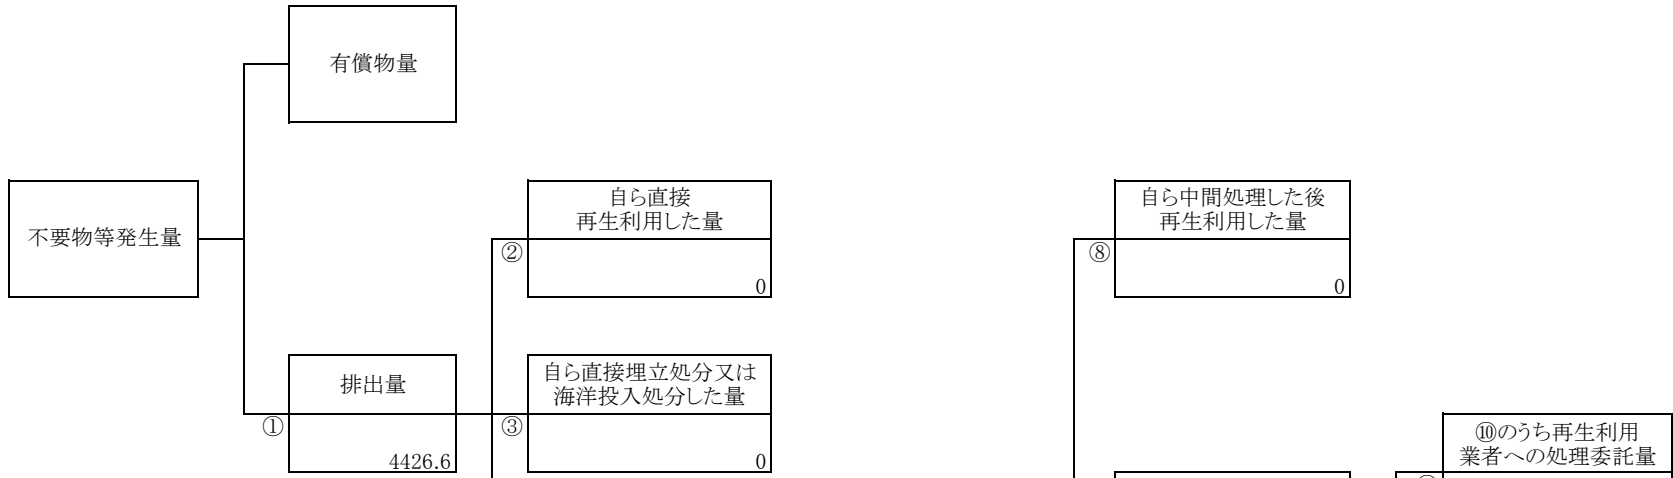 有償物量
不要物等発生量
自ら直接
再生利用した量
②
0
自ら中間処理した後
再生利用した量
⑧
0
排出量
①
4426.6
自ら直接埋立処分又は
海洋投入処分した量
③
0
⑩のうち再生利用
業者への処理委託量